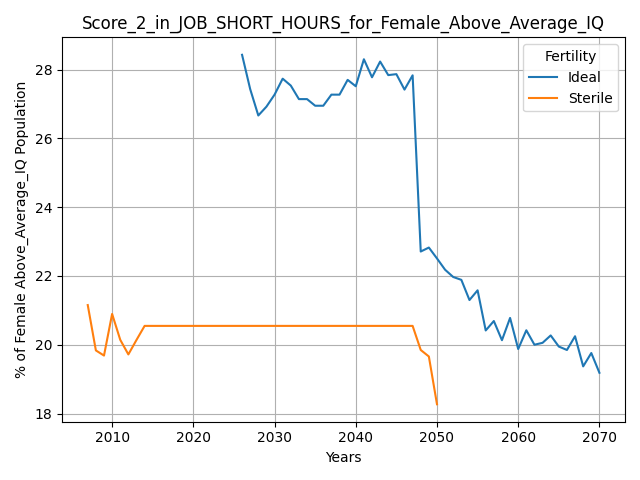 Score_2_in_JOB_SHORT_HOURS_for_Female_Above_Average_IQ
% of Female Above_Average_IQ Population
28
26
24
22
20
18
Fertility
Ideal
Sterile
2010 2020 2030 2040 2050 2060 2070
Years